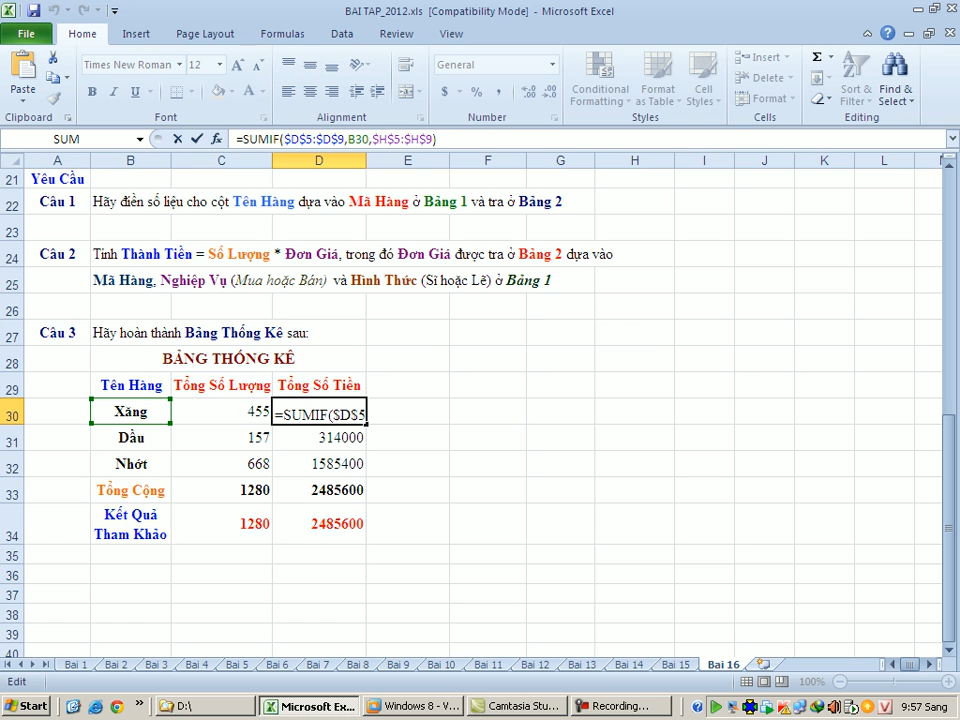 BAI TAP_2012.xls [Compatibility Mode] - Microsoft Excel
File Home Insert Page Layout Formulas Data Review View
Paste Times New Roman 12 General Conditional Formatting Format as Table Cell Styles Insert Delete Format Sort & Filter Find & Select
Clipboard Font Alignment Number Styles Cells Editing
SUM =SUMIF($D$5:$D$9,B30,$H$5:$H$9)
A B C D E F G H I J K L
21 Yêu Cầu
22 Câu 1 Hãy điền số liệu cho cột Tên Hàng dựa vào Mã Hàng ở Bảng 1 và tra ở Bảng 2
23
24 Câu 2 Tính Thành Tiền = Số Lượng * Đơn Giá, trong đó Đơn Giá được tra ở Bảng 2 dựa vào
25 Mã Hàng, Nghiệp Vụ (Mua hoặc Bán) và Hình Thức (Sỉ hoặc Lẽ) ở Bảng 1
26
27 Câu 3 Hãy hoàn thành Bảng Thống Kê sau:
28 BẢNG THỐNG KÊ
29 Tên Hàng Tổng Số Lượng Tổng Số Tiền
30 Xăng 455 =SUMIF($D$5
31 Dầu 157 314000
32 Nhớt 668 1585400
33 Tổng Cộng 1280 2485600
34 Kết Quả Tham Khảo 1280 2485600
35
36
37
38
39
40
Bai 1 Bai 2 Bai 3 Bai 4 Bai 5 Bai 6 Bai 7 Bai 8 Bai 9 Bai 10 Bai 11 Bai 12 Bai 13 Bai 14 Bai 15 Bai 16
Edit 100%
Start D:\ Microsoft Ex... Windows 8 - V... Camtasia Stu... Recording... 9:57 Sang